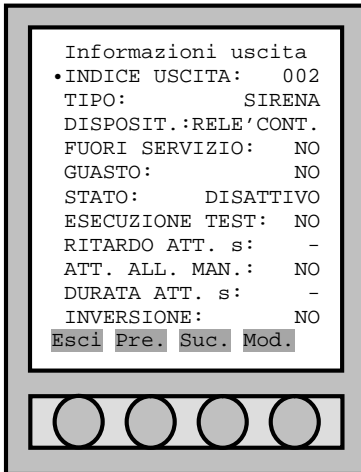 Informazioni uscita
•INDICE USCITA: 002
TIPO: SIRENA
DISPOSIT.:RELE'CONT.
FUORI SERVIZIO: NO
GUASTO: NO
STATO: DISATTIVO
ESECUZIONE TEST: NO
RITARDO ATT. s: -
ATT. ALL. MAN.: NO
DURATA ATT. s: -
INVERSIONE: NO
Esci Pre. Suc. Mod.